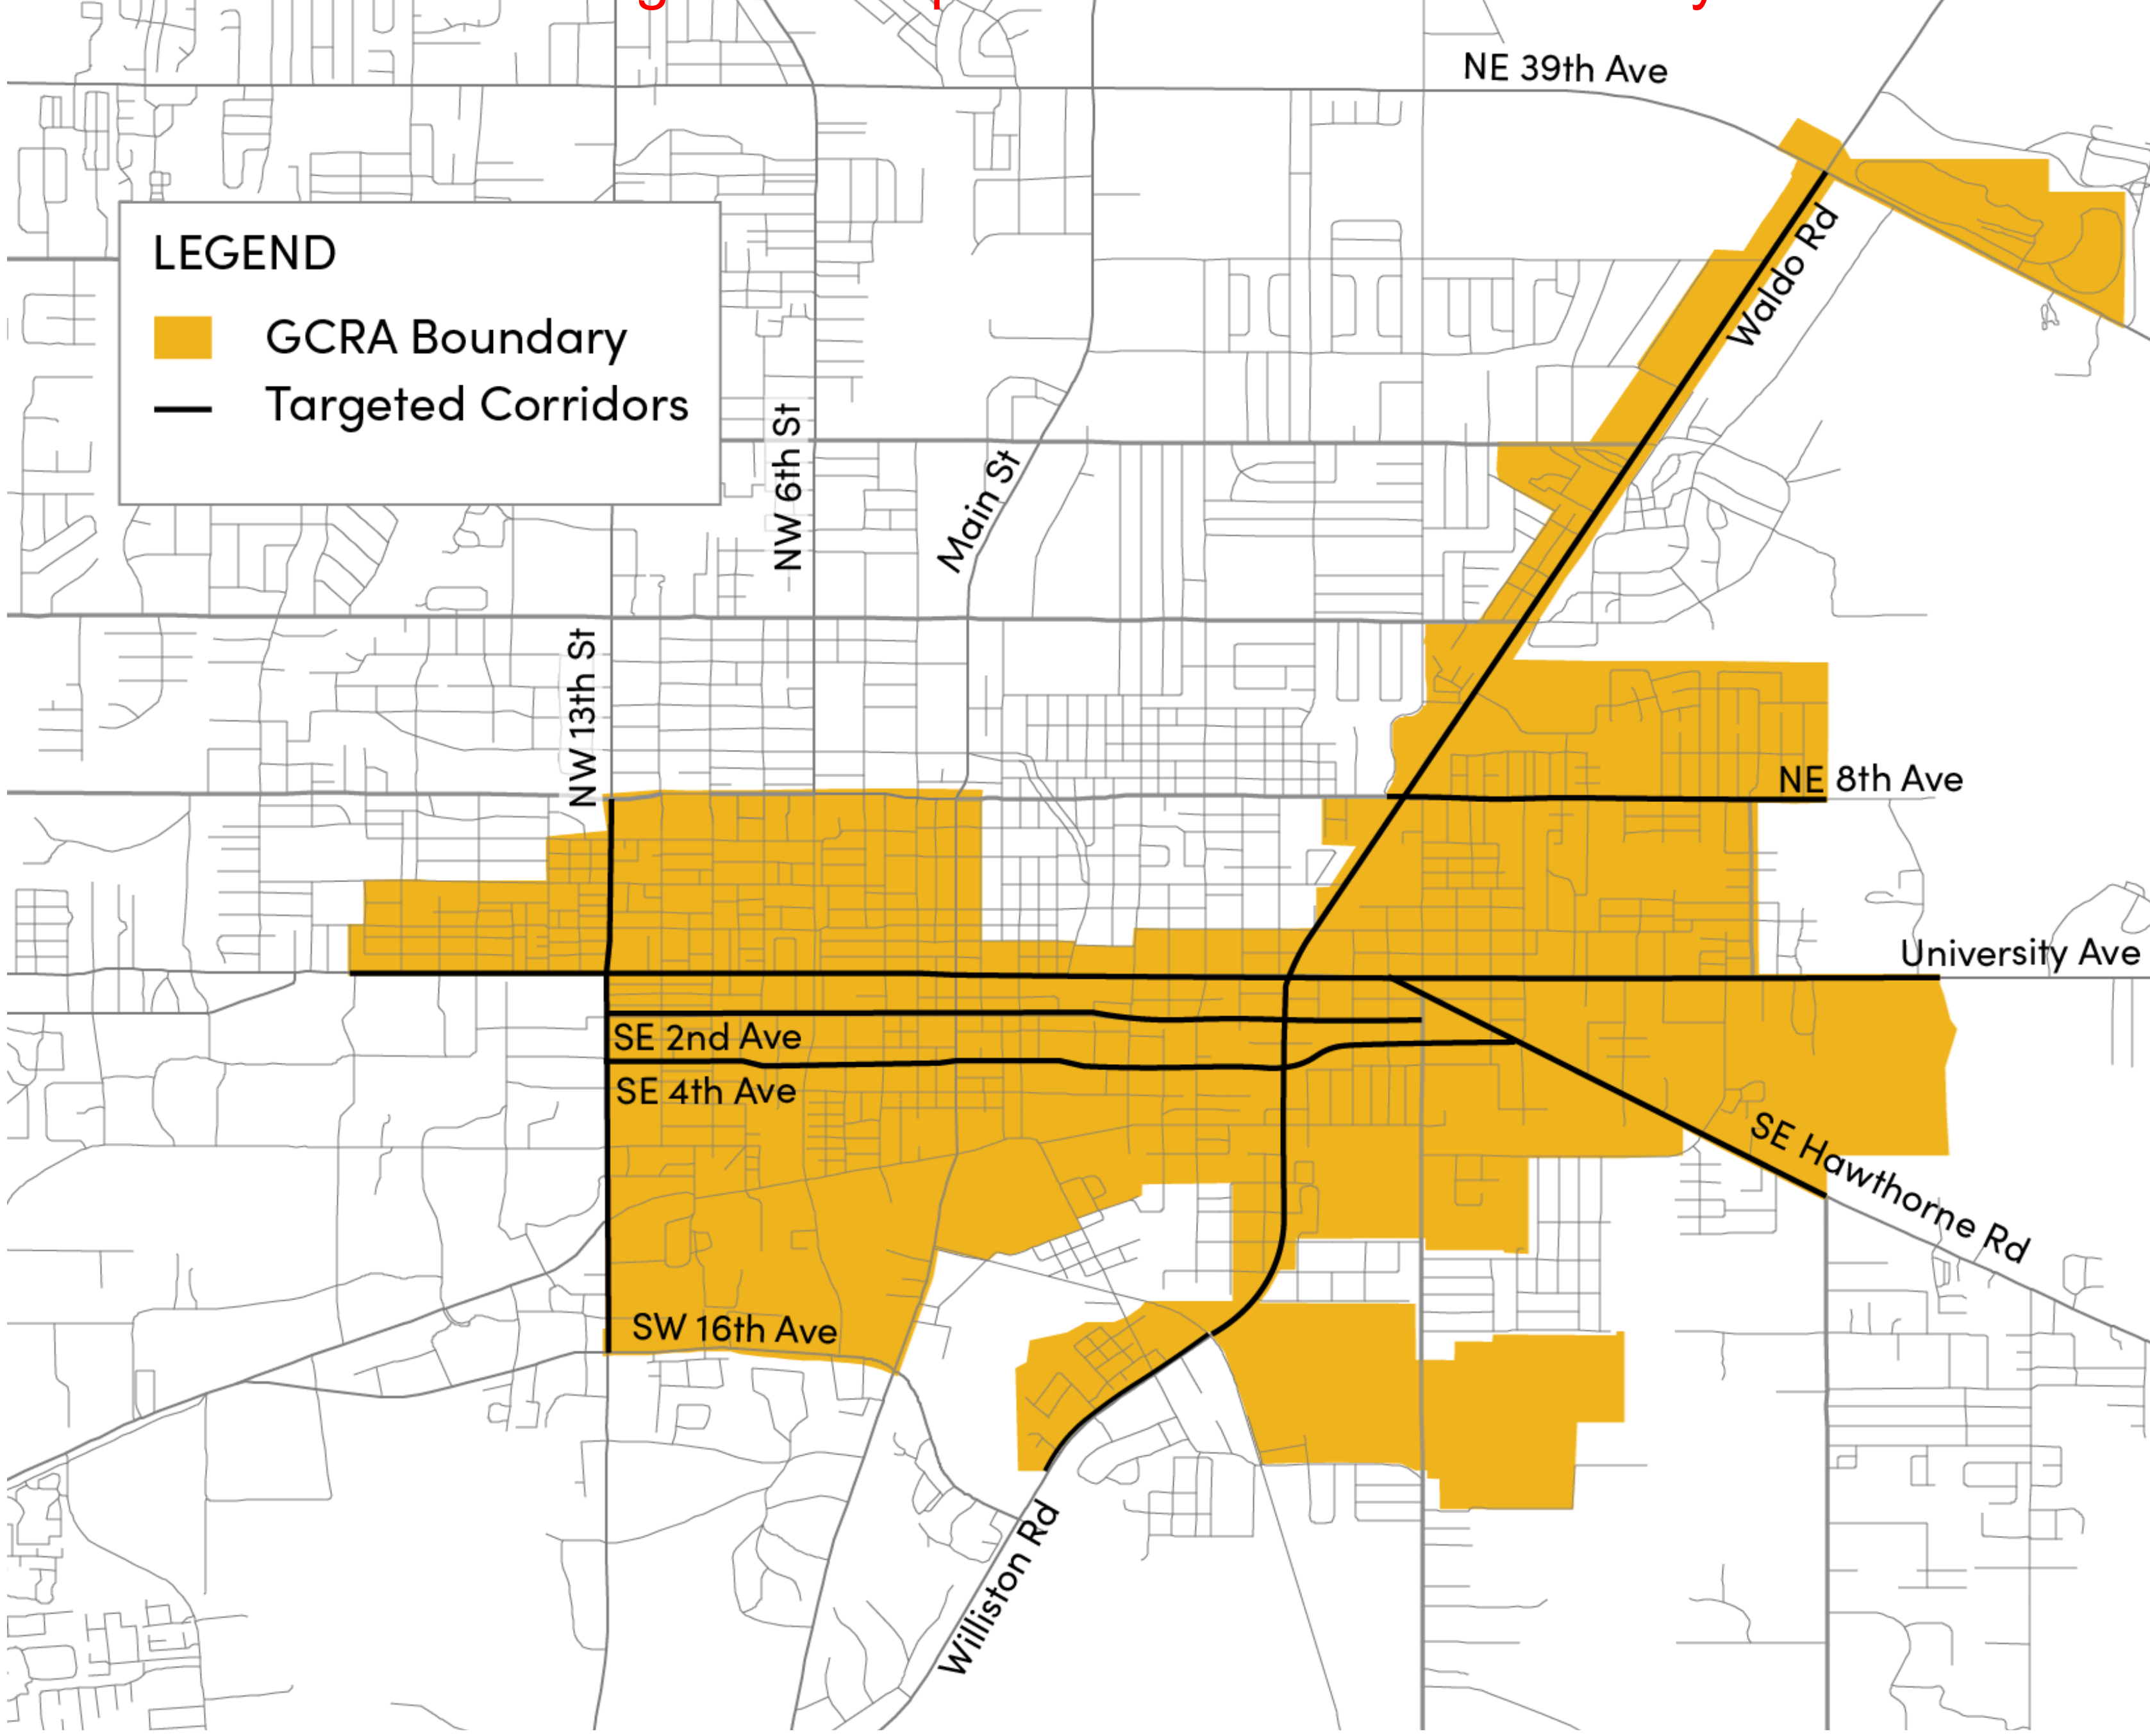 NE 39th Ave
LEGEND
GCRA Boundary
Targeted Corridors
Waldo Rd
NW 6th St
Main St
NW 13th St
NE 8th Ave
University Ave
SE 2nd Ave
SE 4th Ave
SE Hawthorne Rd
SW 16th Ave
Williston Rd